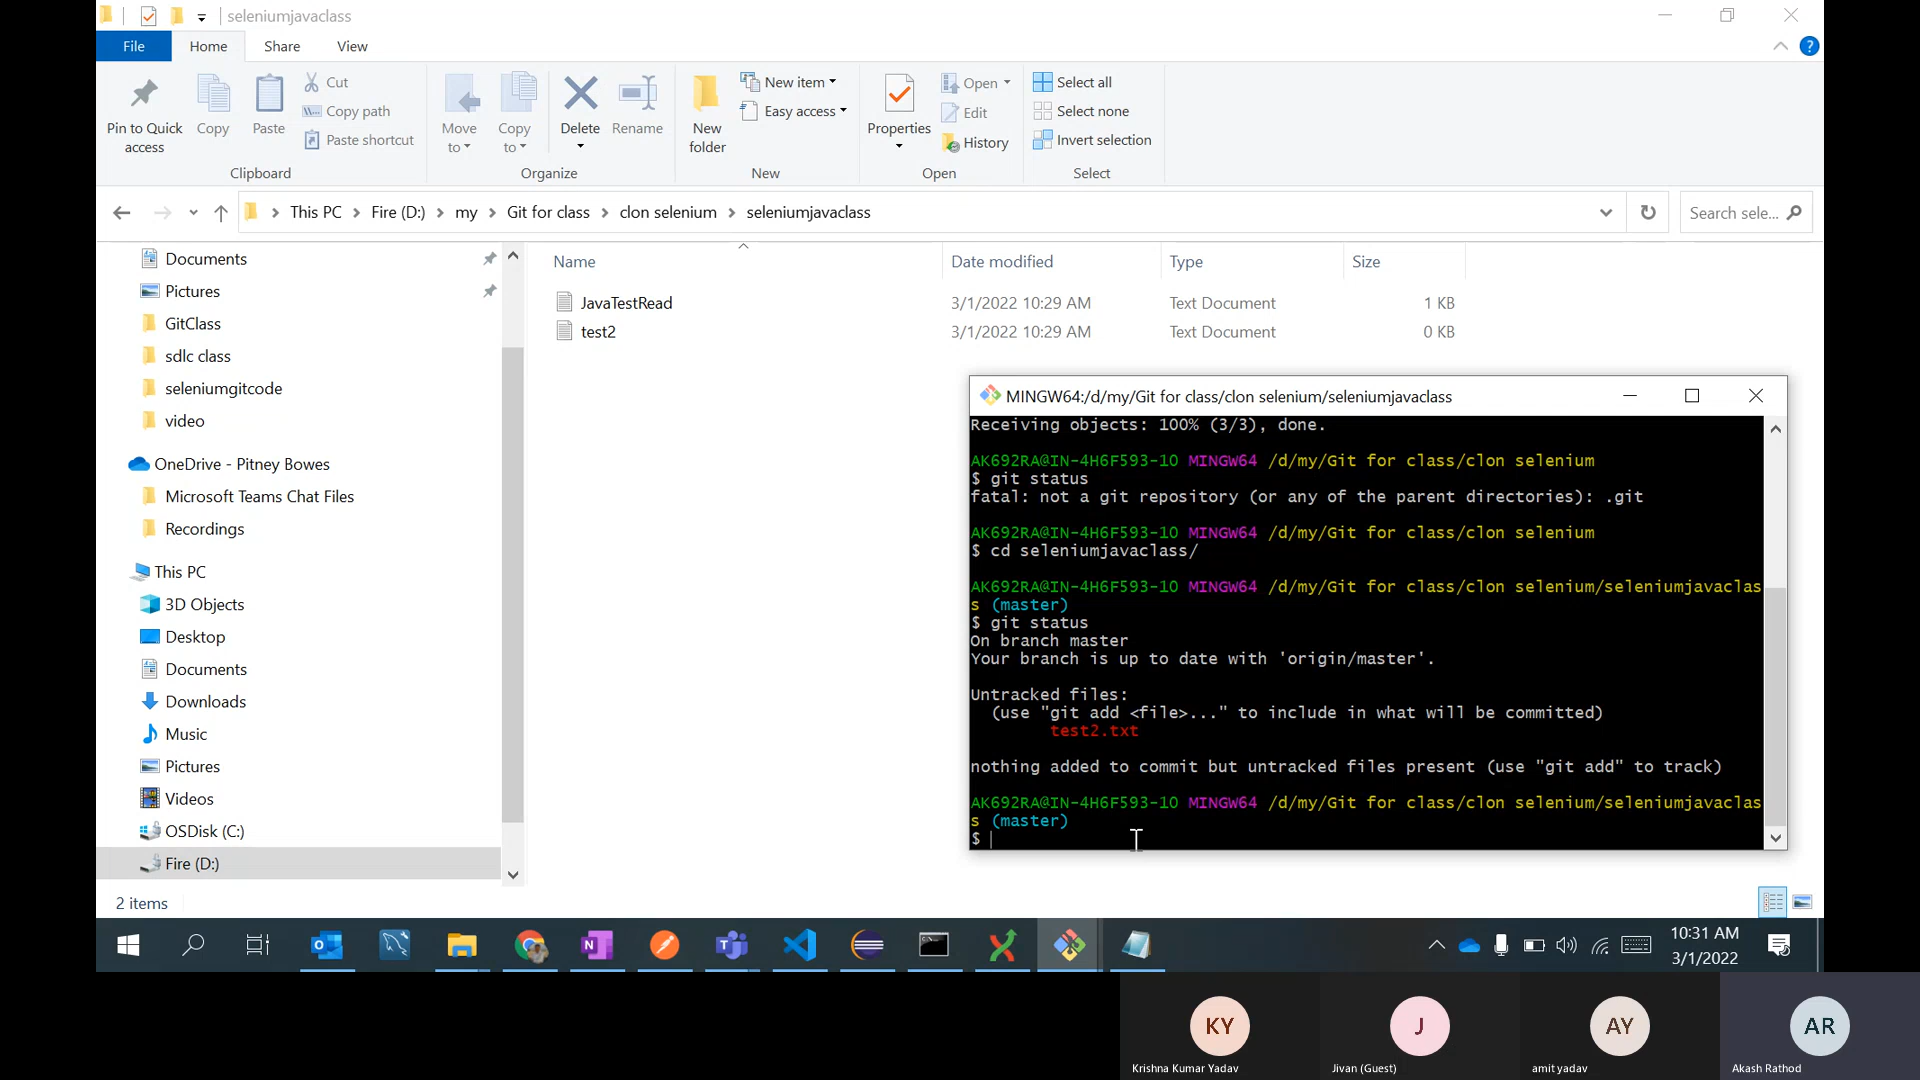 seleniumjavaclass
File
Home
Share
View
Pin to Quick access
Copy
Paste
Cut
Copy path
Paste shortcut
Clipboard
Move to
Copy to
Delete
Rename
Organize
New folder
New item
Easy access
New
Properties
Open
Edit
History
Open
Select all
Select none
Invert selection
Select
This PC > Fire (D:) > my > Git for class > clon selenium > seleniumjavaclass
Search sele...
Documents
Pictures
GitClass
sdlc class
seleniumgitcode
video
OneDrive - Pitney Bowes
Microsoft Teams Chat Files
Recordings
This PC
3D Objects
Desktop
Documents
Downloads
Music
Pictures
Videos
OSDisk (C:)
Fire (D:)
2 items
Name Date modified Type Size
JavaTestRead 3/1/2022 10:29 AM Text Document 1 KB
test2 3/1/2022 10:29 AM Text Document 0 KB
MINGW64:/d/my/Git for class/clon selenium/seleniumjavaclass
Receiving objects: 100% (3/3), done.
AK692RA@IN-4H6F593-10 MINGW64 /d/my/Git for class/clon selenium
$ git status
fatal: not a git repository (or any of the parent directories): .git
AK692RA@IN-4H6F593-10 MINGW64 /d/my/Git for class/clon selenium
$ cd seleniumjavaclass/
AK692RA@IN-4H6F593-10 MINGW64 /d/my/Git for class/clon selenium/seleniumjavaclas
s (master)
$ git status
On branch master
Your branch is up to date with 'origin/master'.
Untracked files:
(use "git add <file>..." to include in what will be committed)
test2.txt
nothing added to commit but untracked files present (use "git add" to track)
AK692RA@IN-4H6F593-10 MINGW64 /d/my/Git for class/clon selenium/seleniumjavaclas
s (master)
$
10:31 AM
3/1/2022
KY
J
AY
AR
Krishna Kumar Yadav
Jivan (Guest)
amit yadav
Akash Rathod